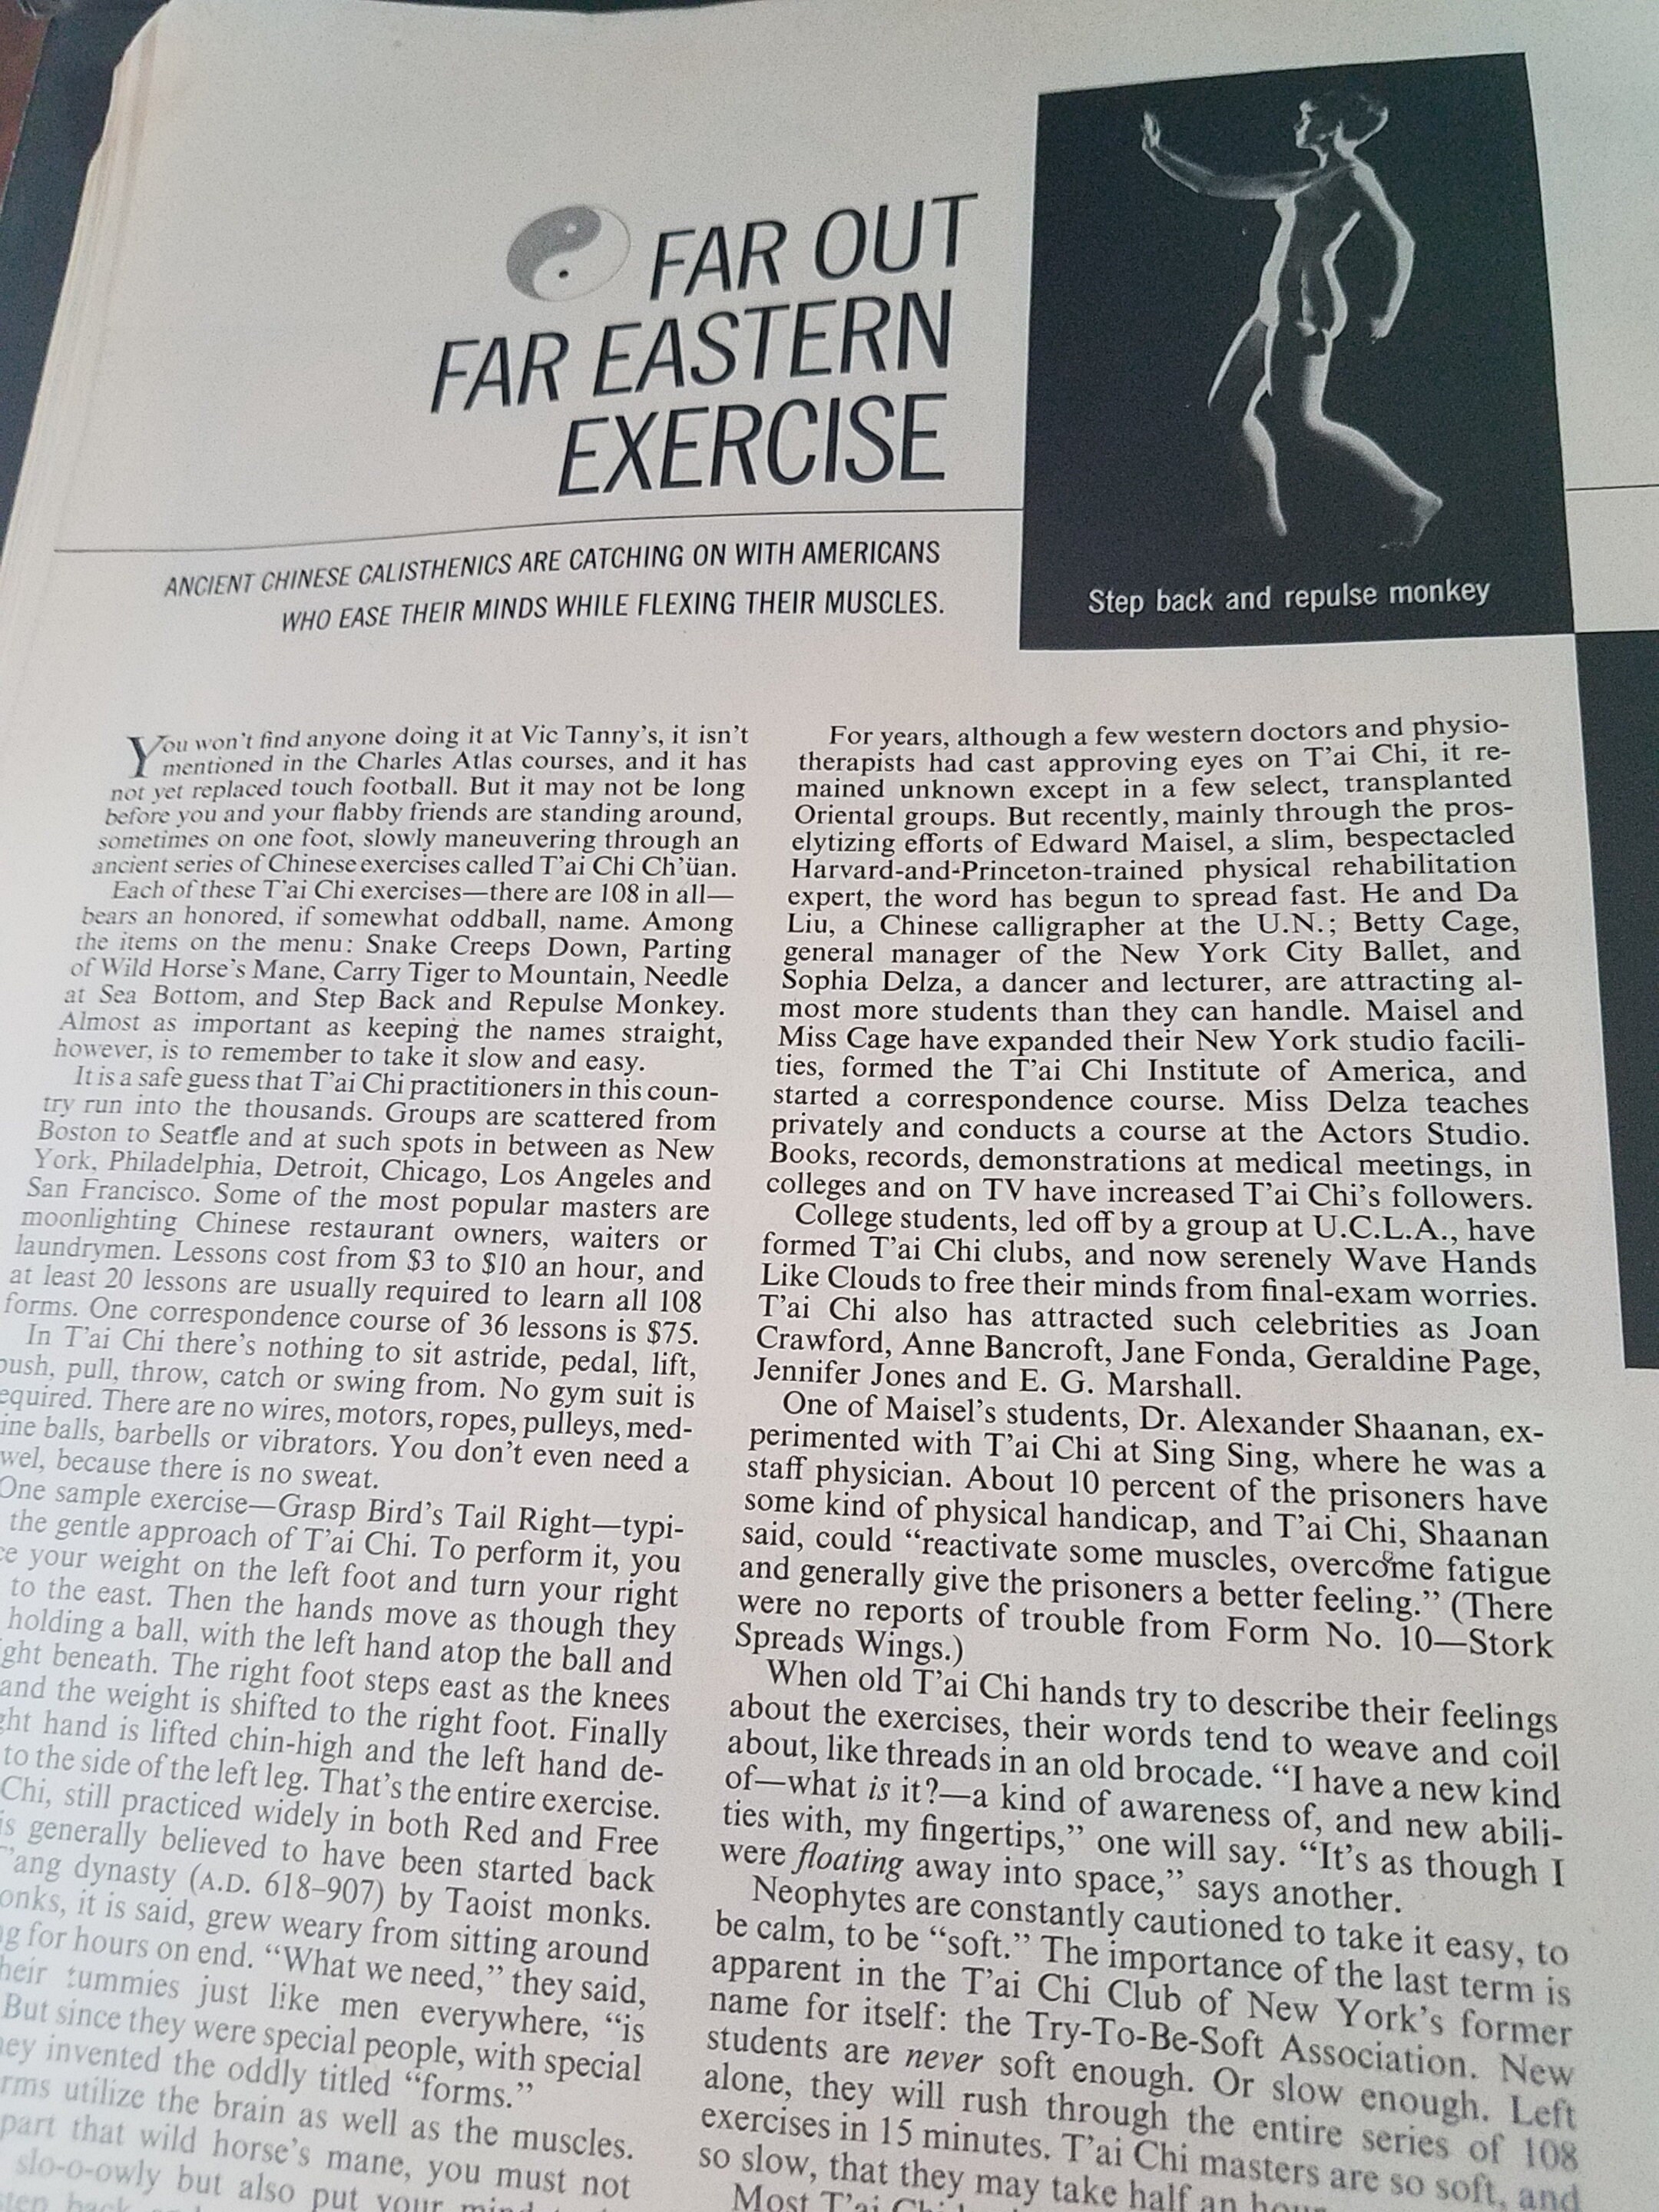 FAR OUT
FAR EASTERN
EXERCISE
ANCIENT CHINESE CALISTHENICS ARE CATCHING ON WITH AMERICANS
WHO EASE THEIR MINDS WHILE FLEXING THEIR MUSCLES.
Step back and repulse monkey
You won't find anyone doing it at Vic Tanny's, it isn't
mentioned in the Charles Atlas courses, and it has
not yet replaced touch football. But it may not be long
before you and your flabby friends are standing around,
sometimes on one foot, slowly maneuvering through an
ancient series of Chinese exercises called T'ai Chi Ch'üan.
Each of these T'ai Chi exercises—there are 108 in all—
bears an honored, if somewhat oddball, name. Among
the items on the menu: Snake Creeps Down, Parting
of Wild Horse's Mane, Carry Tiger to Mountain, Needle
at Sea Bottom, and Step Back and Repulse Monkey.
Almost as important as keeping the names straight,
however, is to remember to take it slow and easy.
It is a safe guess that T'ai Chi practitioners in this coun-
try run into the thousands. Groups are scattered from
Boston to Seattle and at such spots in between as New
York, Philadelphia, Detroit, Chicago, Los Angeles and
San Francisco. Some of the most popular masters are
moonlighting Chinese restaurant owners, waiters or
laundrymen. Lessons cost from $3 to $10 an hour, and
at least 20 lessons are usually required to learn all 108
forms. One correspondence course of 36 lessons is $75.
In T'ai Chi there's nothing to sit astride, pedal, lift,
push, pull, throw, catch or swing from. No gym suit is
equired. There are no wires, motors, ropes, pulleys, med-
ine balls, barbells or vibrators. You don't even need a
wel, because there is no sweat.
One sample exercise—Grasp Bird's Tail Right—typi-
the gentle approach of T'ai Chi. To perform it, you
ce your weight on the left foot and turn your right
to the east. Then the hands move as though they
holding a ball, with the left hand atop the ball and
ght beneath. The right foot steps east as the knees
and the weight is shifted to the right foot. Finally
ght hand is lifted chin-high and the left hand de-
to the side of the left leg. That's the entire exercise.
Chi, still practiced widely in both Red and Free
is generally believed to have been started back
'ang dynasty (A.D. 618–907) by Taoist monks.
onks, it is said, grew weary from sitting around
g for hours on end. "What we need," they said,
heir tummies just like men everywhere, "is
But since they were special people, with special
ey invented the oddly titled "forms."
rms utilize the brain as well as the muscles.
part that wild horse's mane, you must not
slo-o-owly but also put your
For years, although a few western doctors and physio-
therapists had cast approving eyes on T'ai Chi, it re-
mained unknown except in a few select, transplanted
Oriental groups. But recently, mainly through the pros-
elytizing efforts of Edward Maisel, a slim, bespectacled
Harvard-and-Princeton-trained physical rehabilitation
expert, the word has begun to spread fast. He and Da
Liu, a Chinese calligrapher at the U.N.; Betty Cage,
general manager of the New York City Ballet, and
Sophia Delza, a dancer and lecturer, are attracting al-
most more students than they can handle. Maisel and
Miss Cage have expanded their New York studio facili-
ties, formed the T'ai Chi Institute of America, and
started a correspondence course. Miss Delza teaches
privately and conducts a course at the Actors Studio.
Books, records, demonstrations at medical meetings, in
colleges and on TV have increased T'ai Chi's followers.
College students, led off by a group at U.C.L.A., have
formed T'ai Chi clubs, and now serenely Wave Hands
Like Clouds to free their minds from final-exam worries.
T'ai Chi also has attracted such celebrities as Joan
Crawford, Anne Bancroft, Jane Fonda, Geraldine Page,
Jennifer Jones and E. G. Marshall.
One of Maisel's students, Dr. Alexander Shaanan, ex-
perimented with T'ai Chi at Sing Sing, where he was a
staff physician. About 10 percent of the prisoners have
some kind of physical handicap, and T'ai Chi, Shaanan
said, could "reactivate some muscles, overcome fatigue
and generally give the prisoners a better feeling." (There
were no reports of trouble from Form No. 10—Stork
Spreads Wings.)
When old T'ai Chi hands try to describe their feelings
about the exercises, their words tend to weave and coil
about, like threads in an old brocade. "I have a new kind
of—what is it?—a kind of awareness of, and new abili-
ties with, my fingertips," one will say. "It's as though I
were floating away into space," says another.
Neophytes are constantly cautioned to take it easy, to
be calm, to be "soft." The importance of the last term is
apparent in the T'ai Chi Club of New York's former
name for itself: the Try-To-Be-Soft Association. New
students are never soft enough. Or slow enough. Left
alone, they will rush through the entire series of 108
exercises in 15 minutes. T'ai Chi masters are so soft, and
so slow, that they may take half an hour
Most T'ai Chi